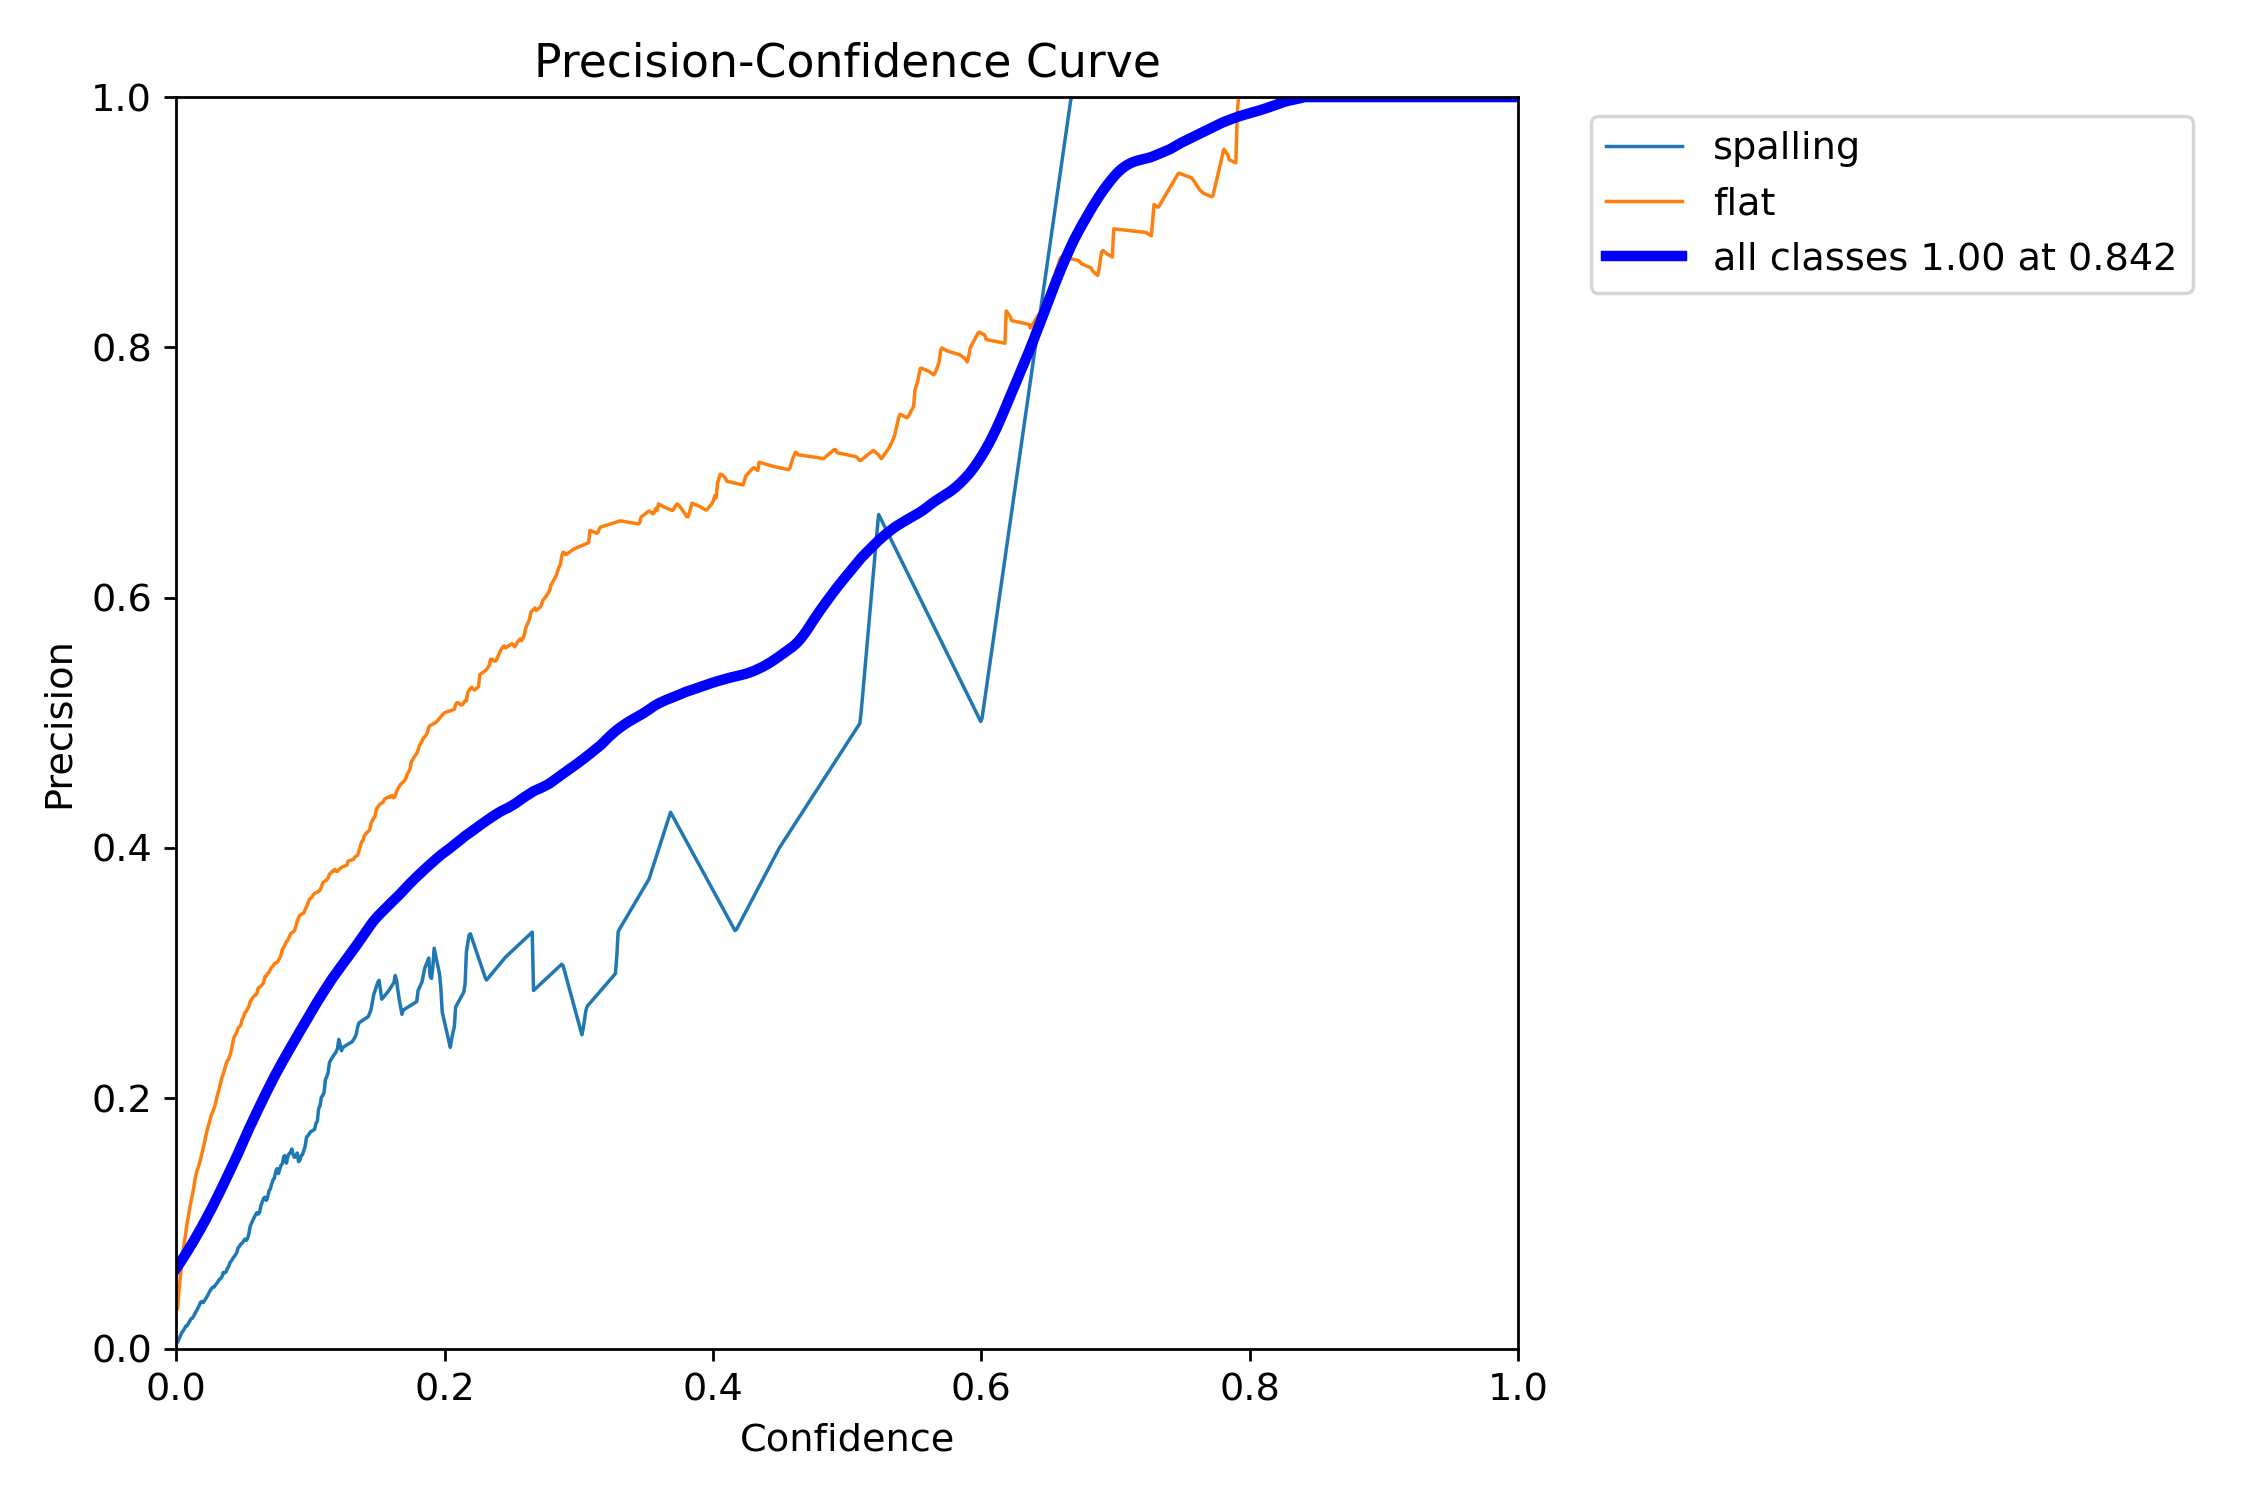 Precision-Confidence Curve
1.0
0.8
0.6
0.4
0.2
0.0
Precision
0.0 0.2 0.4 0.6 0.8 1.0
Confidence
spalling
flat
all classes 1.00 at 0.842